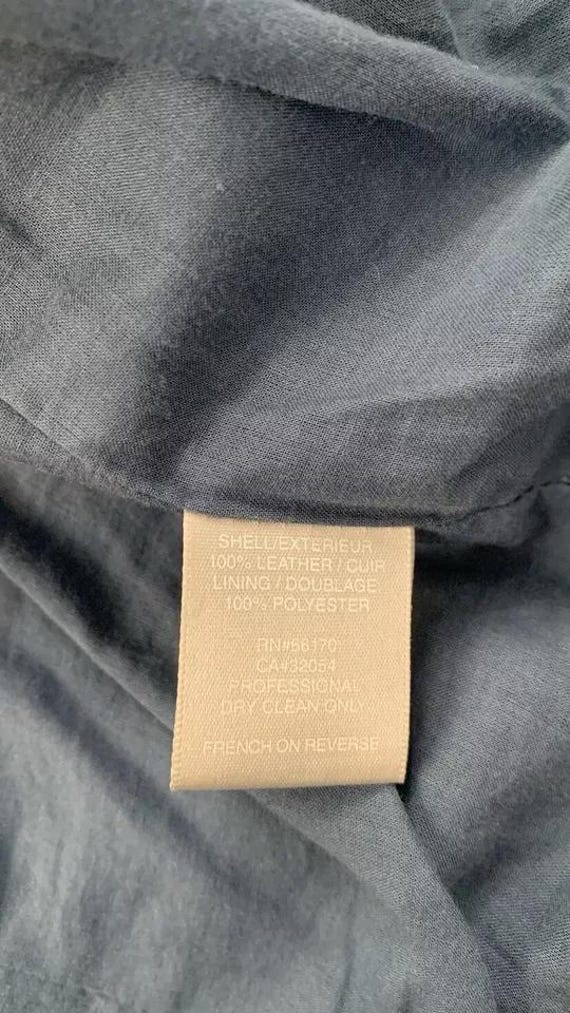 SHELL/EXTERIEUR
100% LEATHER / CUIR
LINING / DOUBLAGE
100% POLYESTER
RN#66170
CA#32054
PROFESSIONAL
DRY CLEAN ONLY
FRENCH ON REVERSE